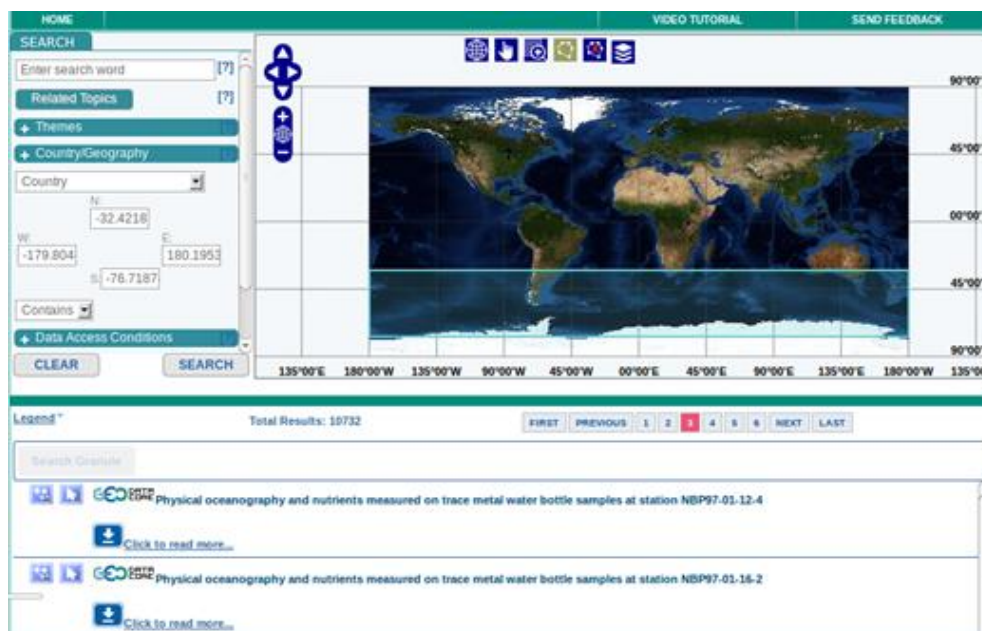 HOME VIDEO TUTORIAL SEND FEEDBACK
SEARCH
Enter search word [?]
Related Topics [?]
+ Themes
+ Country/Geography
Country
N:
-32.4218
W: E:
-179.804 180.1953
S: -76.7187
Contains
+ Data Access Conditions
CLEAR SEARCH
90°00'
45°00'
00°00'
45°00'
90°00'
135°00'E 180°00'W 135°00'W 90°00'W 45°00'W 00°00'E 45°00'E 90°00'E 135°00'E 180°00'W 135°0
Legend Total Results: 10732 FIRST PREVIOUS 1 2 3 4 5 6 NEXT LAST
Search Granule
GEO DATA CORE Physical oceanography and nutrients measured on trace metal water bottle samples at station NBP97-01-12-4
Click to read more...
GEO DATA CORE Physical oceanography and nutrients measured on trace metal water bottle samples at station NBP97-01-16-2
Click to read more...